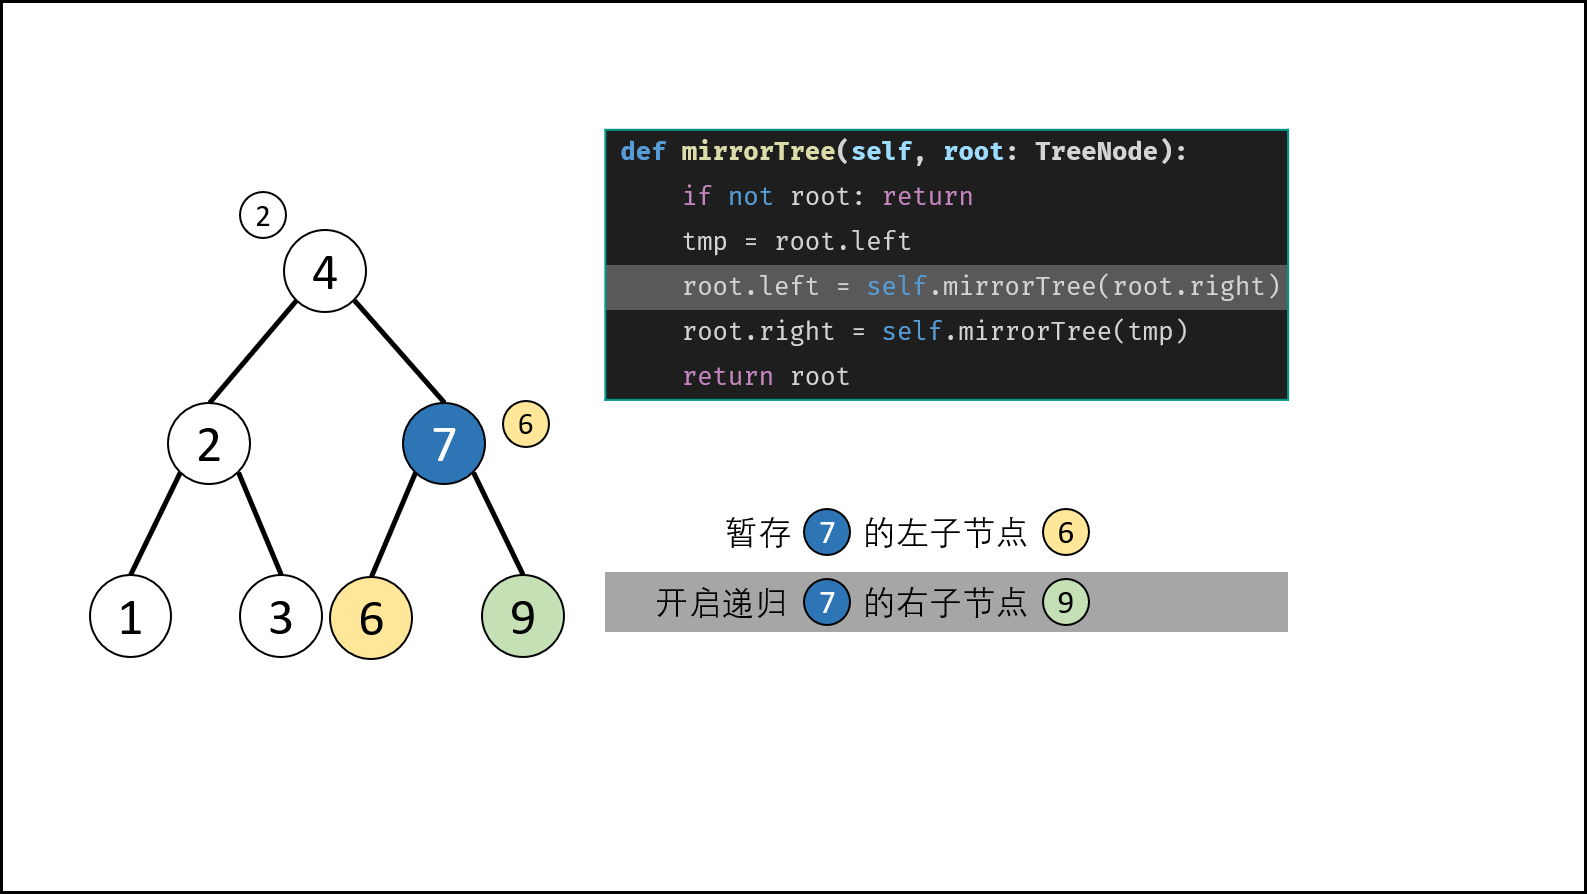 def mirrorTree(self, root: TreeNode):
if not root: return
tmp = root.left
root.left = self.mirrorTree(root.right)
root.right = self.mirrorTree(tmp)
return root
2
4
2
7
6
1
3
6
9
暂存 7 的左子节点 6
开启递归 7 的右子节点 9